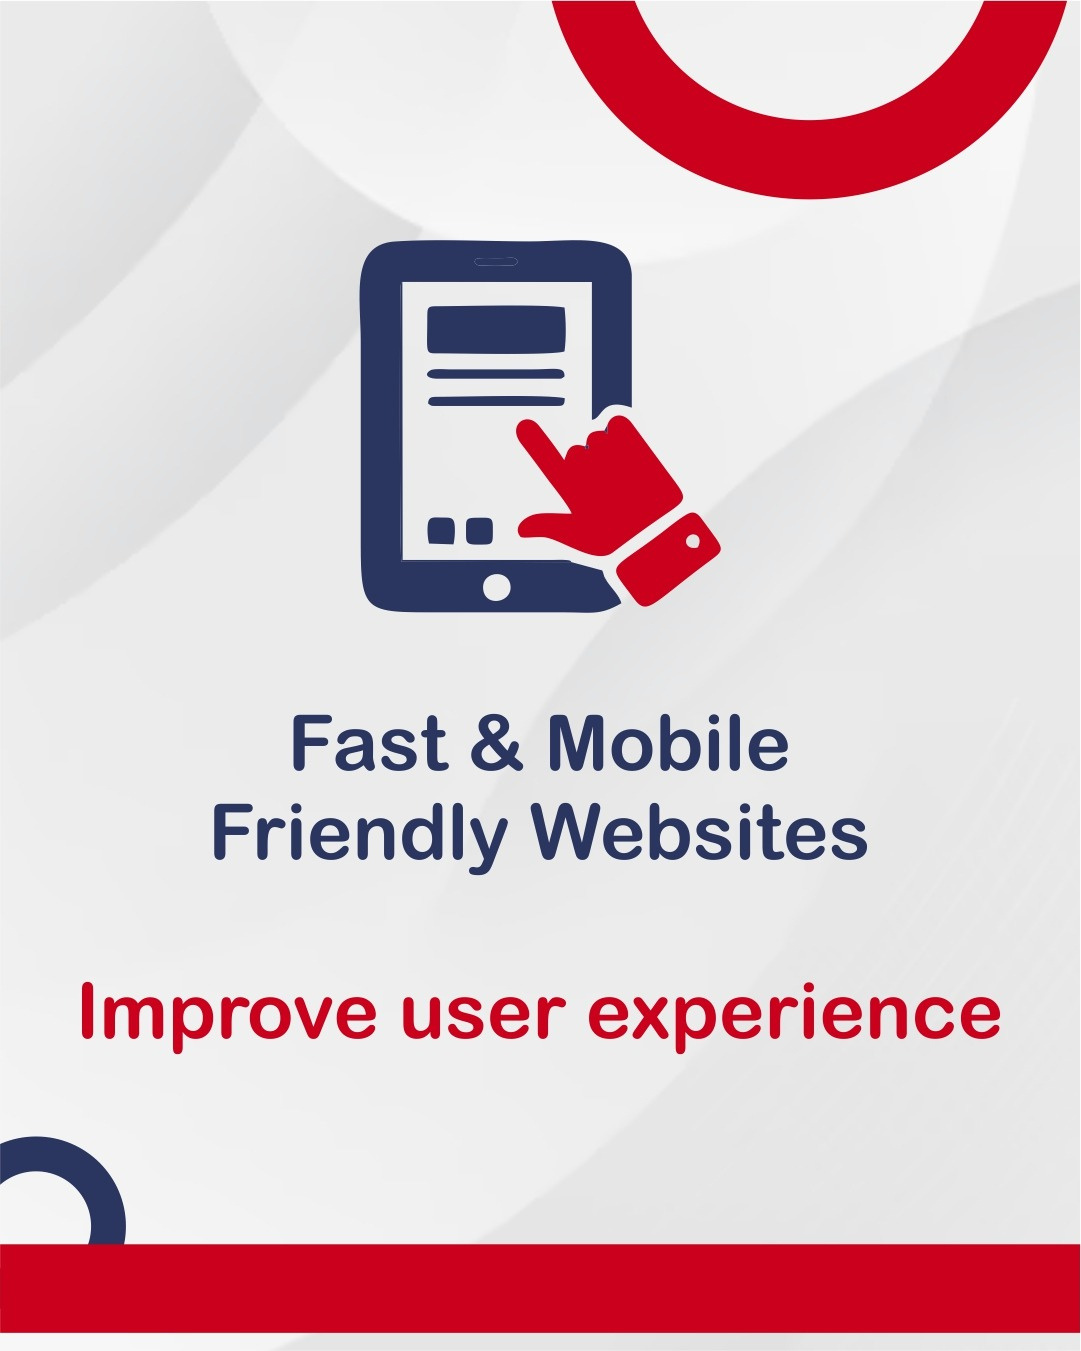 Fast & Mobile
Friendly Websites
Improve user experience